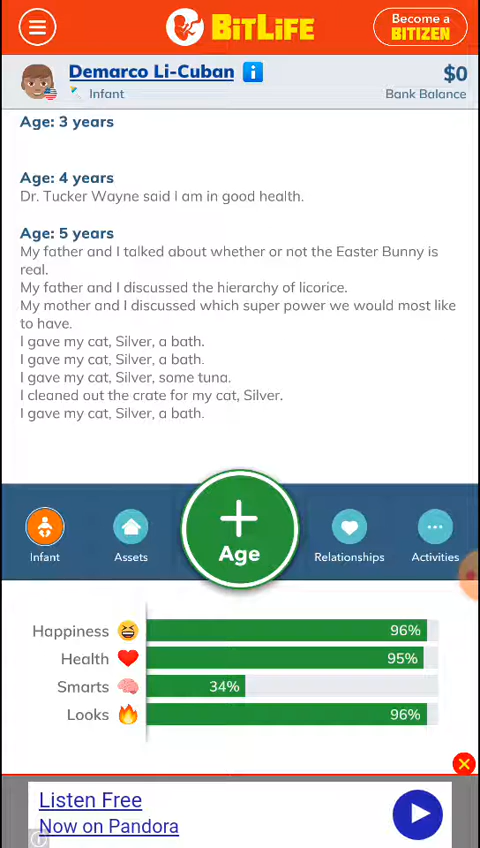 BITLIFE
Become a
BITIZEN
Demarco Li-Cuban
$0
Infant
Bank Balance
Age: 3 years
Age: 4 years
Dr. Tucker Wayne said I am in good health.
Age: 5 years
My father and I talked about whether or not the Easter Bunny is
real.
My father and I discussed the hierarchy of licorice.
My mother and I discussed which super power we would most like
to have.
I gave my cat, Silver, a bath.
I gave my cat, Silver, a bath.
I gave my cat, Silver, some tuna.
I cleaned out the crate for my cat, Silver.
I gave my cat, Silver, a bath.
Infant
Assets
Age
Relationships
Activities
Happiness 96%
Health 95%
Smarts 34%
Looks 96%
Listen Free
Now on Pandora